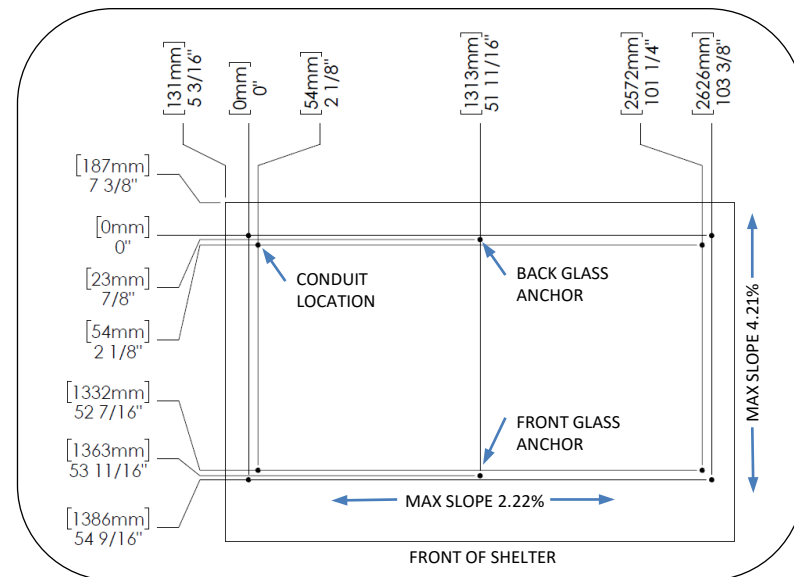 [131mm]
5 3/16"
[0mm]
0"
[54mm]
2 1/8"
[1313mm]
51 11/16"
[2572mm]
101 1/4"
[2626mm]
103 3/8"
[187mm]
7 3/8"
[0mm]
0"
[23mm]
7/8"
[54mm]
2 1/8"
[1332mm]
52 7/16"
[1363mm]
53 11/16"
[1386mm]
54 9/16"
CONDUIT
LOCATION
BACK GLASS
ANCHOR
FRONT GLASS
ANCHOR
MAX SLOPE 4.21%
MAX SLOPE 2.22%
FRONT OF SHELTER